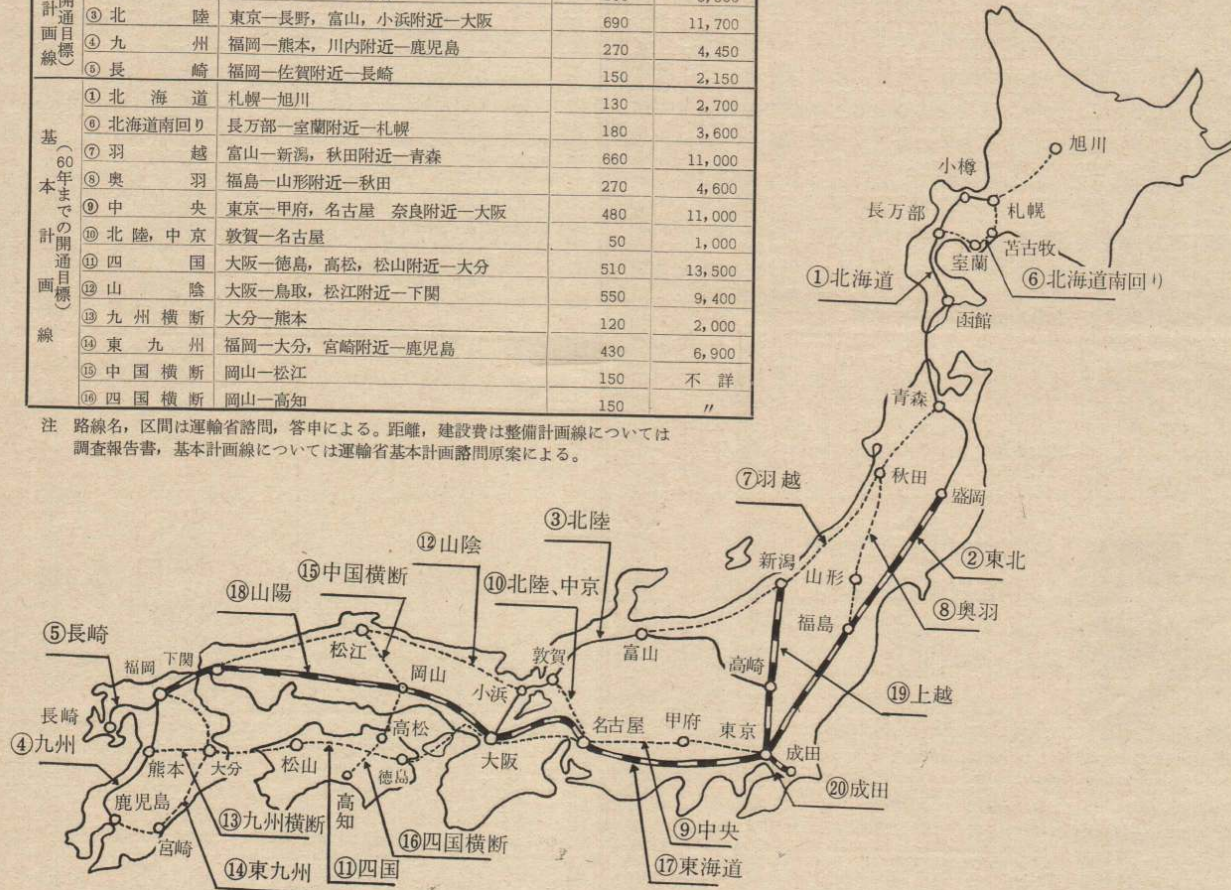 ③ 北陸 東京—長野，富山，小浜附近—大阪 690 11,700
④ 九州 福岡—熊本，川内附近—鹿児島 270 4,450
⑤ 長崎 福岡—佐賀附近—長崎 150 2,150
計画線
開通目標）
基本計画線
（60年までの開通目標）
① 北海道 札幌—旭川 130 2,700
⑥ 北海道南回り 長万部—室蘭附近—札幌 180 3,600
⑦ 羽越 富山—新潟，秋田附近—青森 660 11,000
⑧ 奥羽 福島—山形附近—秋田 270 4,600
⑨ 中央 東京—甲府，名古屋 奈良附近—大阪 480 11,000
⑩ 北陸，中京 敦賀—名古屋 50 1,000
⑪ 四国 大阪—徳島，高松，松山附近—大分 510 13,500
⑫ 山陰 大阪—鳥取，松江附近—下関 550 9,400
⑬ 九州横断 大分—熊本 120 2,000
⑭ 東九州 福岡—大分，宮崎附近—鹿児島 430 6,900
⑮ 中国横断 岡山—松江 150 不詳
⑯ 四国横断 岡山—高知 150 〃
注 路線名，区間は運輸省諮問，答申による。距離，建設費は整備計画線については
調査報告書，基本計画線については運輸省基本計画諮問原案による。
旭川
小樽
札幌
長万部
苫古牧
室蘭
①北海道
⑥北海道南回り
函館
青森
秋田
⑦羽越
盛岡
③北陸
⑫山陰
新潟
山形
②東北
⑮中国横断
⑩北陸、中京
⑱山陽
⑧奥羽
福島
⑤長崎
松江
敦賀
富山
福岡
下関
岡山
小浜
高崎
⑲上越
長崎
高松
名古屋
甲府
東京
成田
④九州
熊本
大分
松山
徳島
大阪
鹿児島
高知
⑳成田
⑬九州横断
宮崎
⑯四国横断
⑨中央
⑭東九州
⑪四国
⑰東海道